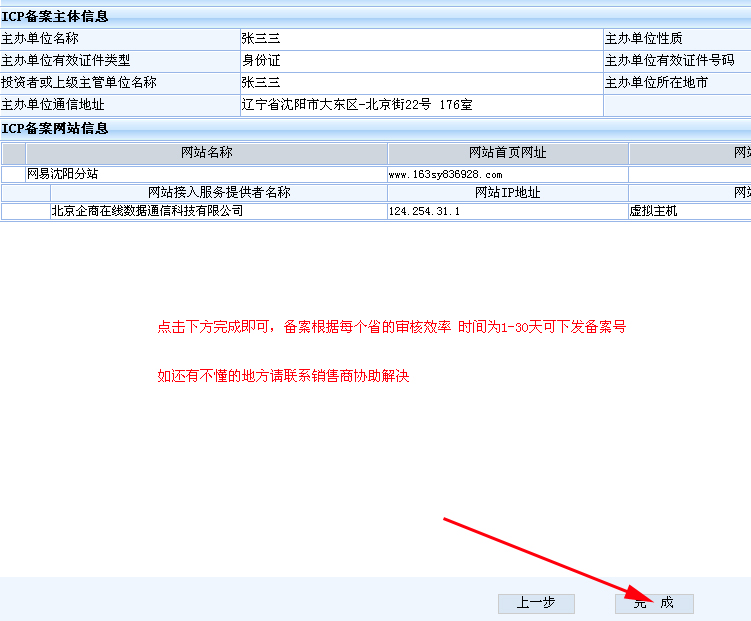 ICP备案主体信息
主办单位名称 张三三 主办单位性质
主办单位有效证件类型 身份证 主办单位有效证件号码
投资者或上级主管单位名称 张三三 主办单位所在地市
主办单位通信地址 辽宁省沈阳市大东区-北京街22号 176室
ICP备案网站信息
网站名称 网站首页网址 网站
网易沈阳分站 www.163sy836928.com
网站接入服务提供者名称 网站IP地址 网站
北京企商在线数据通信科技有限公司 124.254.31.1 虚拟主机
点击下方完成即可，备案根据每个省的审核效率 时间为1-30天可下发备案号
如还有不懂的地方请联系销售商协助解决
上一步 完 成